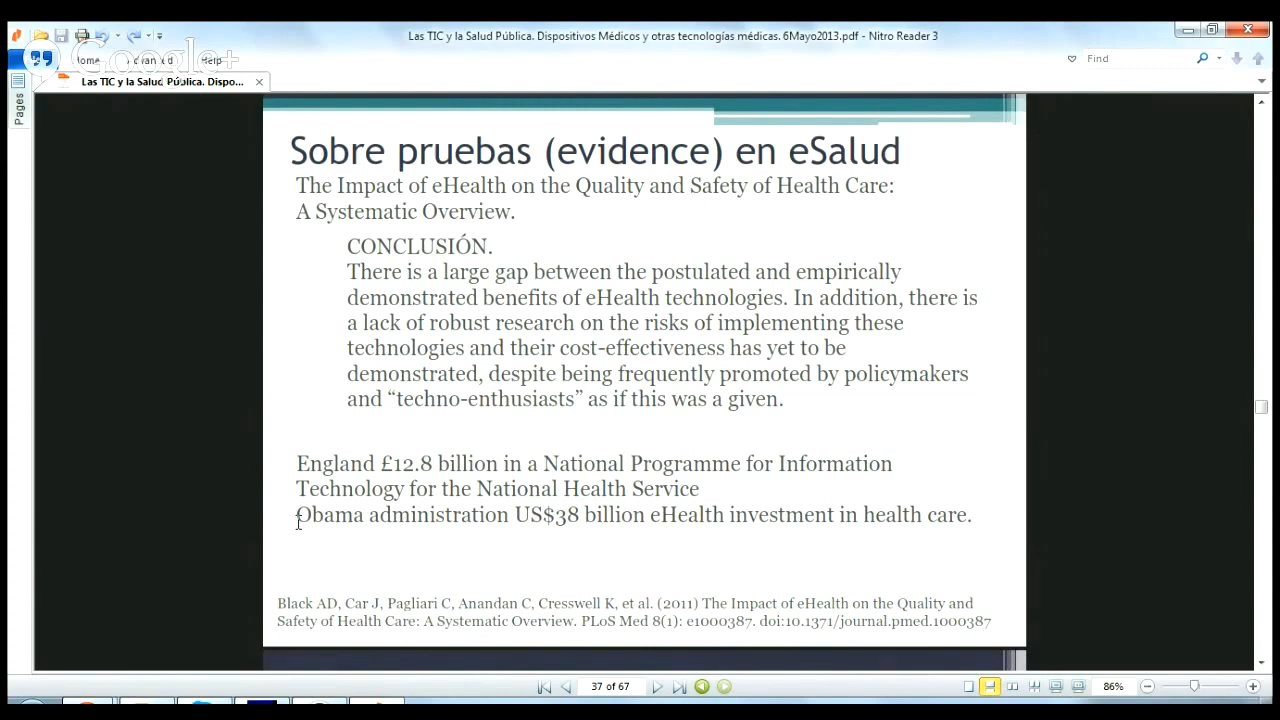 Las TIC y la Salud Pública. Dispositivos Médicos y otras tecnologías médicas. 6Mayo2013.pdf - Nitro Reader 3
Google+
Help
Find
Las TIC y la Salud Pública. Dispo...
Pages
Sobre pruebas (evidence) en eSalud
The Impact of eHealth on the Quality and Safety of Health Care:
A Systematic Overview.
CONCLUSIÓN.
There is a large gap between the postulated and empirically
demonstrated benefits of eHealth technologies. In addition, there is
a lack of robust research on the risks of implementing these
technologies and their cost-effectiveness has yet to be
demonstrated, despite being frequently promoted by policymakers
and “techno-enthusiasts” as if this was a given.
England £12.8 billion in a National Programme for Information
Technology for the National Health Service
Obama administration US$38 billion eHealth investment in health care.
Black AD, Car J, Pagliari C, Anandan C, Cresswell K, et al. (2011) The Impact of eHealth on the Quality and
Safety of Health Care: A Systematic Overview. PLoS Med 8(1): e1000387. doi:10.1371/journal.pmed.1000387
37 of 67
86%